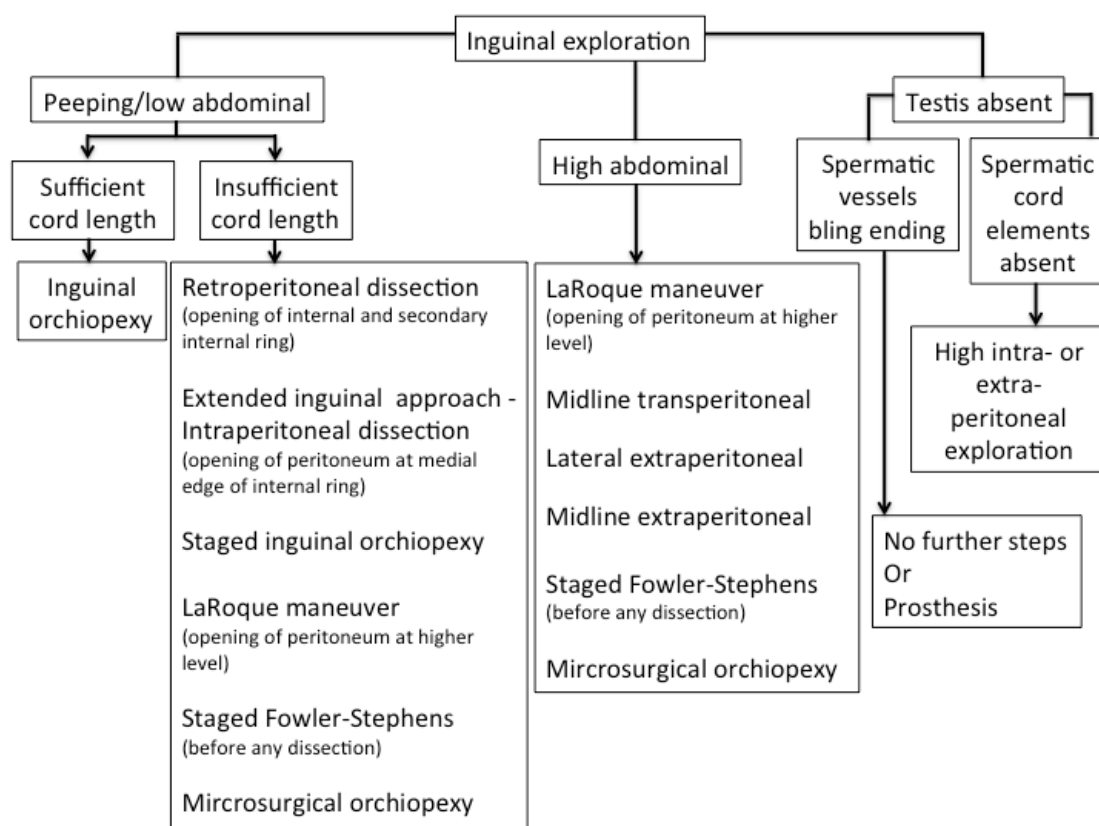 Inguinal exploration
Peeping/low abdominal
Sufficient
cord length
Inguinal
orchiopexy
Insufficient
cord length
Retroperitoneal dissection
(opening of internal and secondary
internal ring)
Extended inguinal approach -
Intraperitoneal dissection
(opening of peritoneum at medial
edge of internal ring)
Staged inguinal orchiopexy
LaRoque maneuver
(opening of peritoneum at higher
level)
Staged Fowler-Stephens
(before any dissection)
Mircrosurgical orchiopexy
High abdominal
LaRoque maneuver
(opening of peritoneum at higher
level)
Midline transperitoneal
Lateral extraperitoneal
Midline extraperitoneal
Staged Fowler-Stephens
(before any dissection)
Mircrosurgical orchiopexy
Testis absent
Spermatic
vessels
bling ending
No further steps
Or
Prosthesis
Spermatic
cord
elements
absent
High intra- or
extra-
peritoneal
exploration